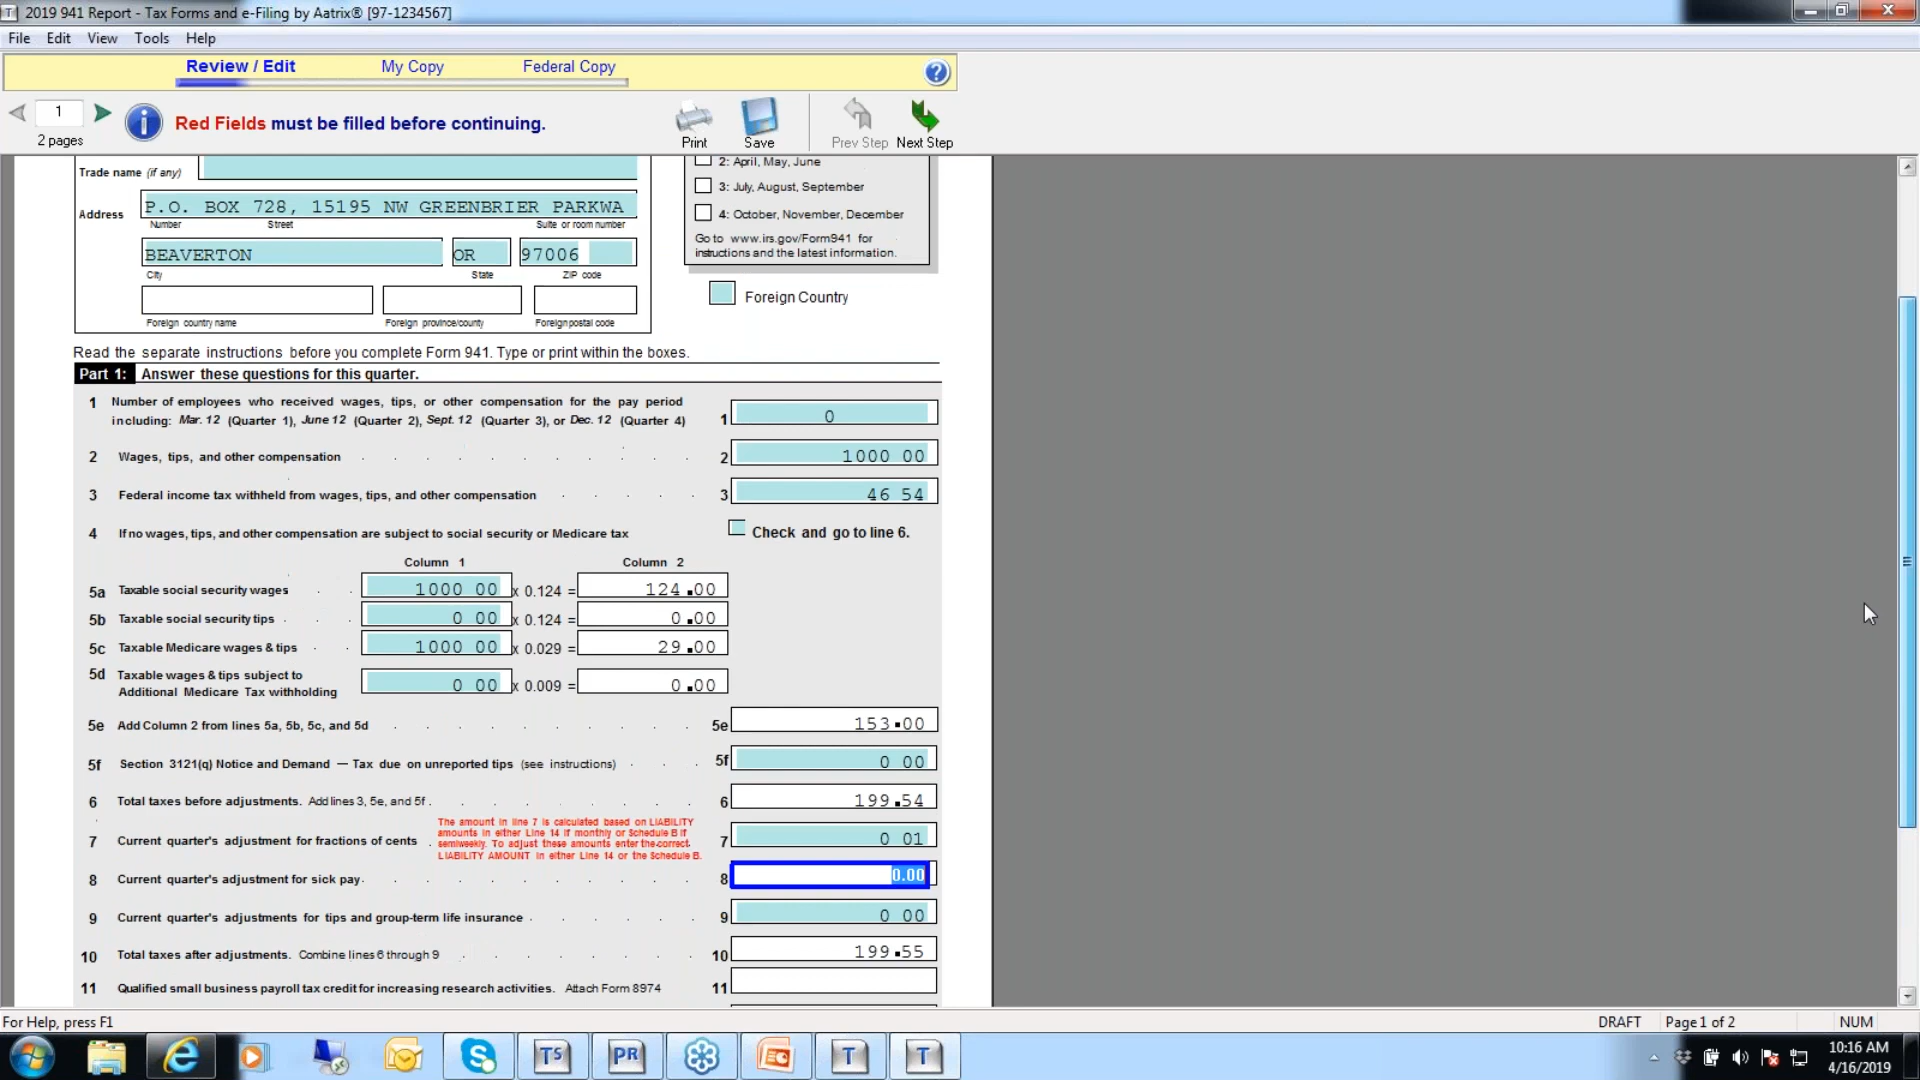 2019 941 Report - Tax Forms and e-Filing by Aatrix® [97-1234567]
File Edit View Tools Help
Review / Edit My Copy Federal Copy
1
2 pages
Red Fields must be filled before continuing.
Print Save Prev Step Next Step
Trade name (if any)
2: April, May, June
3: July, August, September
4: October, November, December
Go to www.irs.gov/Form941 for
instructions and the latest information.
Address P.O. BOX 728, 15195 NW GREENBRIER PARKWA
Number Street Suite or room number
BEAVERTON OR 97006
City State ZIP code
Foreign Country
Foreign country name Foreign province/county Foreign postal code
Read the separate instructions before you complete Form 941. Type or print within the boxes.
Part 1: Answer these questions for this quarter.
1 Number of employees who received wages, tips, or other compensation for the pay period
including: Mar. 12 (Quarter 1), June 12 (Quarter 2), Sept. 12 (Quarter 3), or Dec. 12 (Quarter 4) 1 0
2 Wages, tips, and other compensation 2 1000 00
3 Federal income tax withheld from wages, tips, and other compensation 3 46 54
4 If no wages, tips, and other compensation are subject to social security or Medicare tax Check and go to line 6.
Column 1 Column 2
5a Taxable social security wages 1000 00 x 0.124 = 124.00
5b Taxable social security tips 0 00 x 0.124 = 0.00
5c Taxable Medicare wages & tips 1000 00 x 0.029 = 29.00
5d Taxable wages & tips subject to
Additional Medicare Tax withholding 0 00 x 0.009 = 0.00
5e Add Column 2 from lines 5a, 5b, 5c, and 5d 5e 153.00
5f Section 3121(q) Notice and Demand — Tax due on unreported tips (see instructions) 5f 0 00
6 Total taxes before adjustments. Add lines 3, 5e, and 5f 6 199.54
7 Current quarter's adjustment for fractions of cents 7 0 01
The amount in line 7 is calculated based on LIABILITY
amounts in either Line 14 if monthly or Schedule B if
semiweekly. To adjust these amounts enter the correct
LIABILITY AMOUNT in either Line 14 or the Schedule B.
8 Current quarter's adjustment for sick pay 8 0.00
9 Current quarter's adjustments for tips and group-term life insurance 9 0 00
10 Total taxes after adjustments. Combine lines 6 through 9 10 199.55
11 Qualified small business payroll tax credit for increasing research activities. Attach Form 8974 11
For Help, press F1 DRAFT Page 1 of 2 NUM
TS PR T T
10:16 AM
4/16/2019